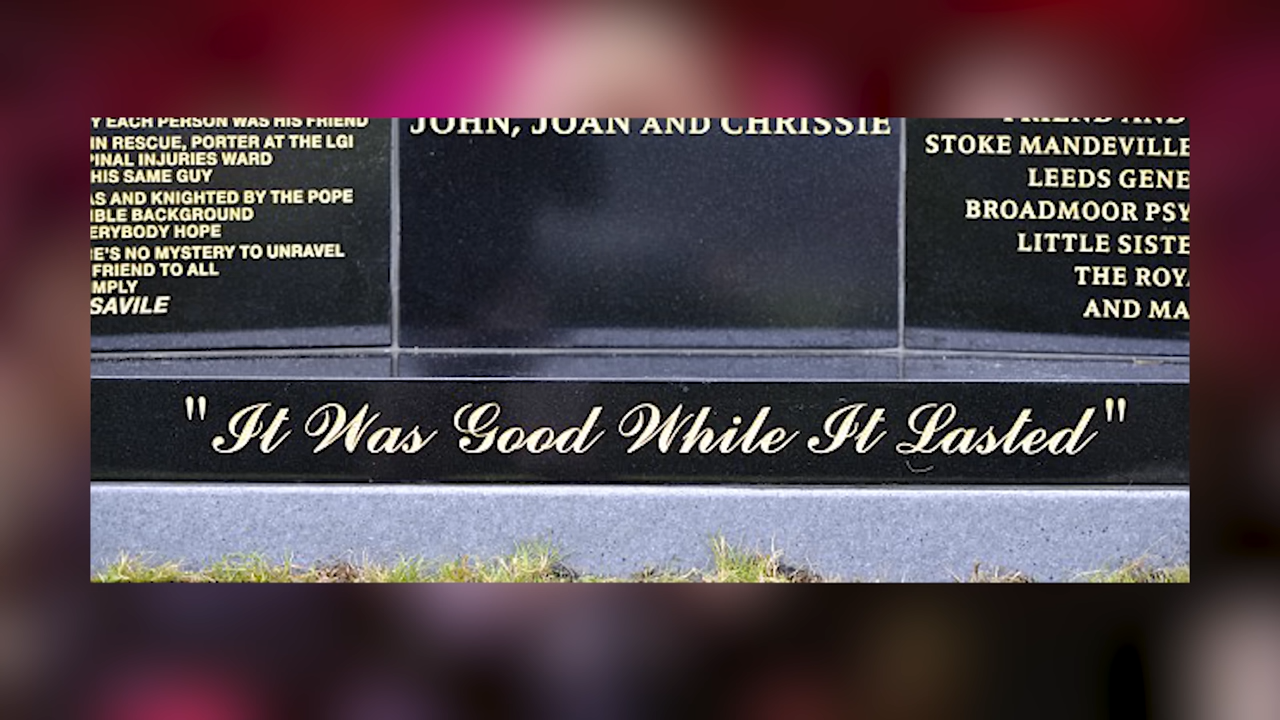 Y EACH PERSON WAS HIS FRIEND
IN RESCUE, PORTER AT THE LGI
PINAL INJURIES WARD
HIS SAME GUY
AS AND KNIGHTED BY THE POPE
IBLE BACKGROUND
ERYBODY HOPE
E'S NO MYSTERY TO UNRAVEL
FRIEND TO ALL
MPLY
SAVILE
JOHN, JOAN AND CHRISSIE
FRIEND AND
STOKE MANDEVILLE
LEEDS GENE
BROADMOOR PSY
LITTLE SISTE
THE ROYA
AND MA
"It Was Good While It Lasted"